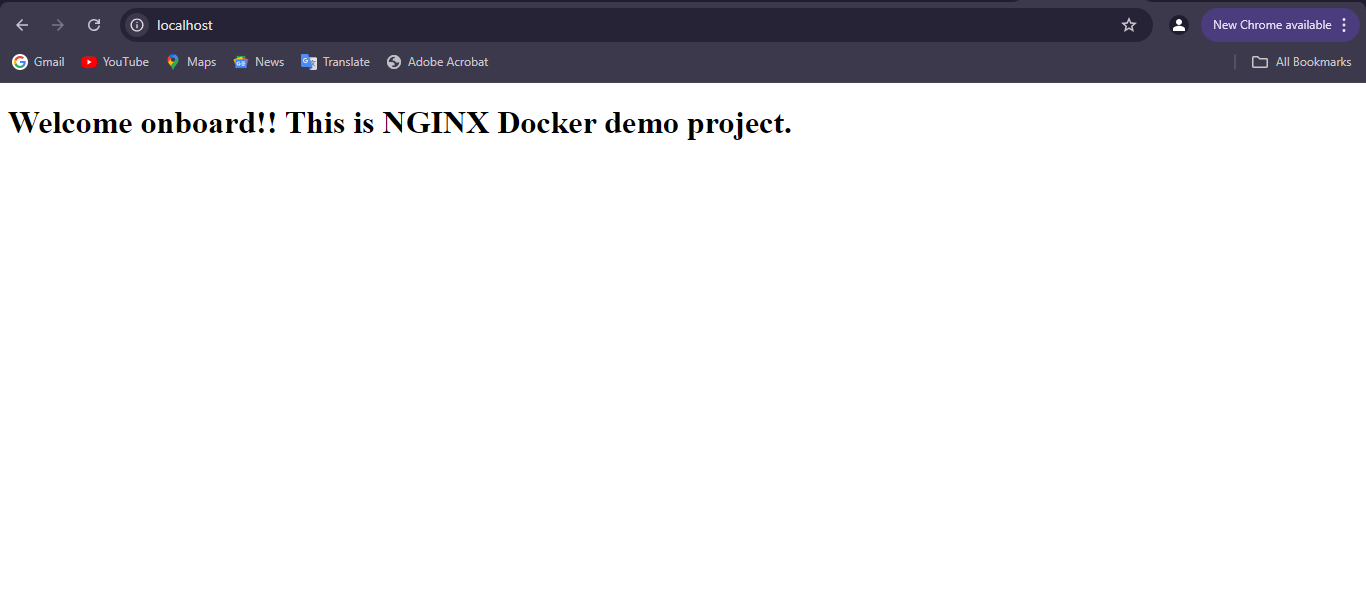 localhost
New Chrome available
Gmail YouTube Maps News Translate Adobe Acrobat All Bookmarks
Welcome onboard!! This is NGINX Docker demo project.